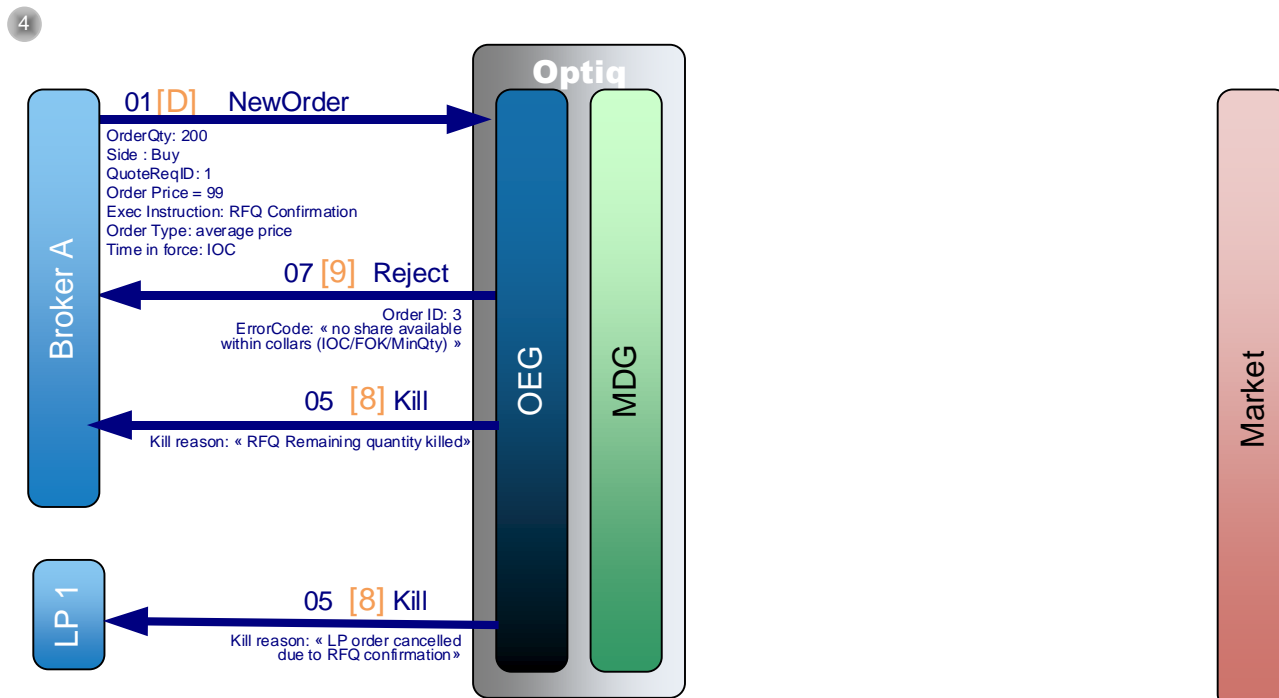 4
Optiq
01 [D] NewOrder
OrderQty: 200
Side : Buy
QuoteReqID: 1
Order Price = 99
Exec Instruction: RFQ Confirmation
Order Type: average price
Time in force: IOC
07 [9] Reject
Order ID: 3
ErrorCode: « no share available
within collars (IOC/FOK/MinQty) »
05 [8] Kill
Kill reason: « RFQ Remaining quantity killed»
05 [8] Kill
Kill reason: « LP order cancelled
due to RFQ confirmation»
Broker A
LP 1
OEG
MDG
Market